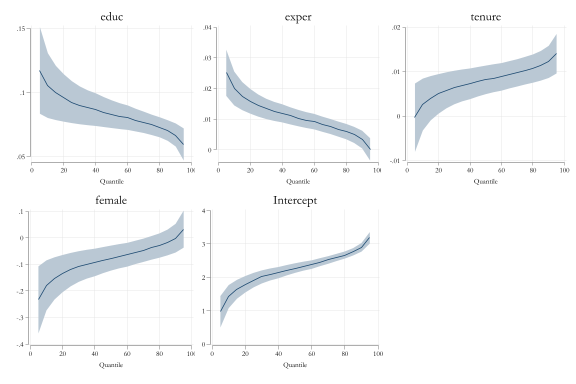 educ
.15
.1
.05
0 20 40 60 80 100
Quantile
exper
.04
.03
.02
.01
0
0 20 40 60 80 100
Quantile
tenure
.02
.01
0
-.01
0 20 40 60 80 100
Quantile
female
.1
0
-.1
-.2
-.3
-.4
0 20 40 60 80 100
Quantile
Intercept
4
3
2
1
0
0 20 40 60 80 100
Quantile